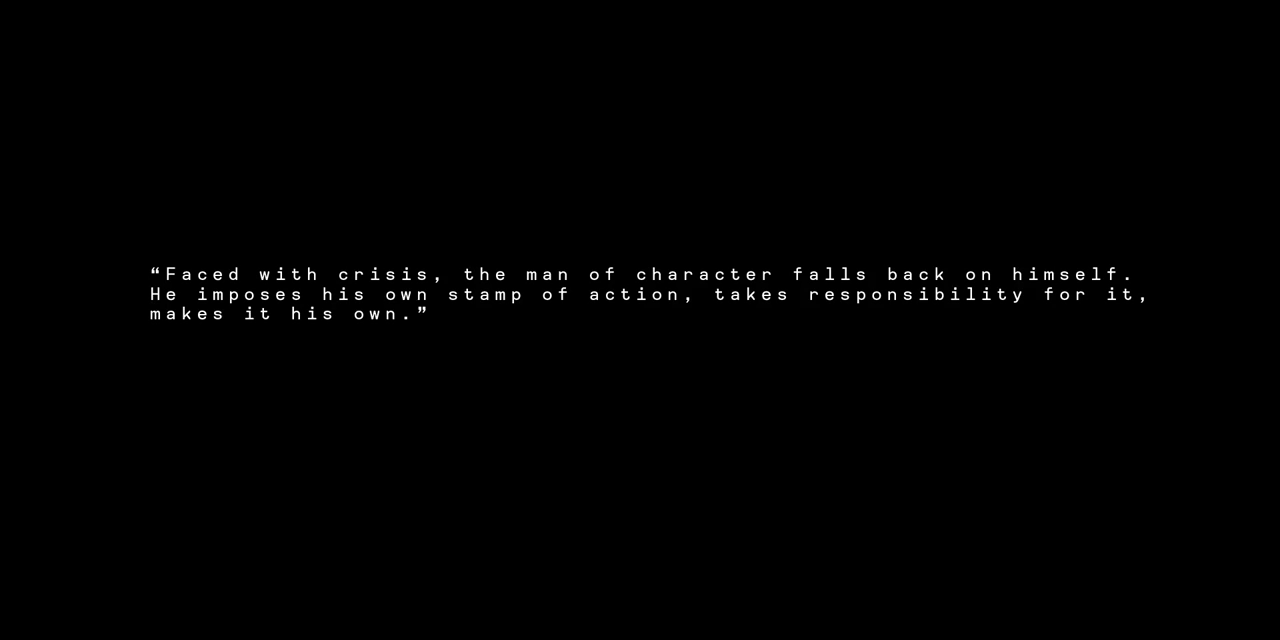 “Faced with crisis, the man of character falls back on himself.
He imposes his own stamp of action, takes responsibility for it,
makes it his own.”